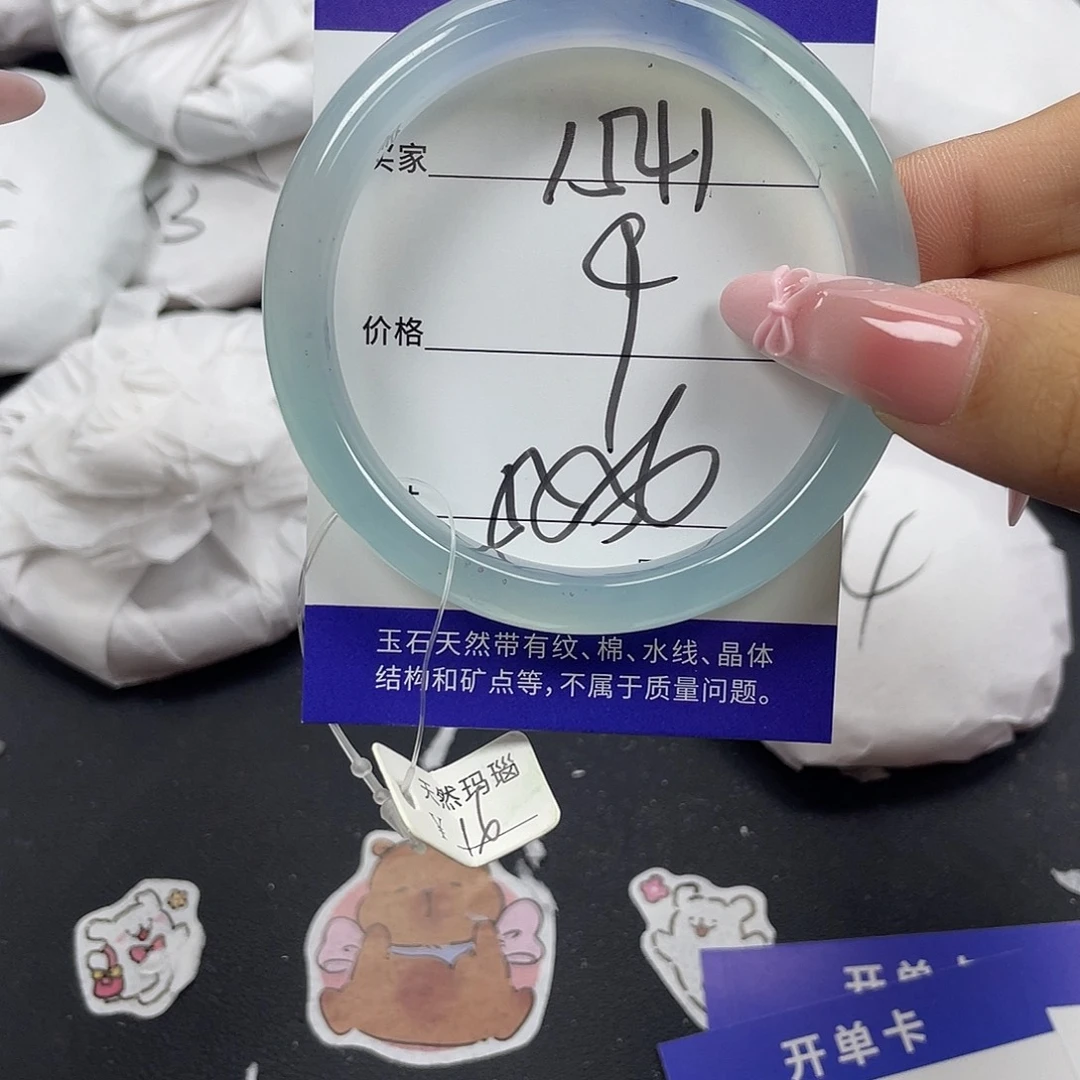 买家 1541
9
价格
玉石天然带有纹、棉、水线、晶体
结构和矿点等,不属于质量问题。
天然玛瑙
¥ 16
4
开单卡
开单卡